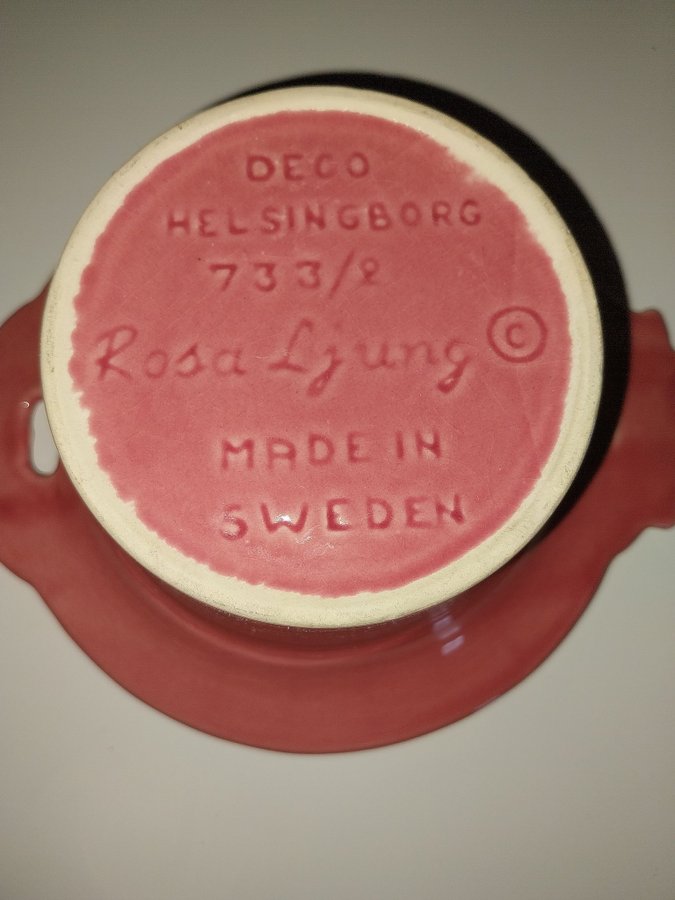 DECO
HELSINGBORG
733/2
Rosa Ljung ©
MADE IN
SWEDEN